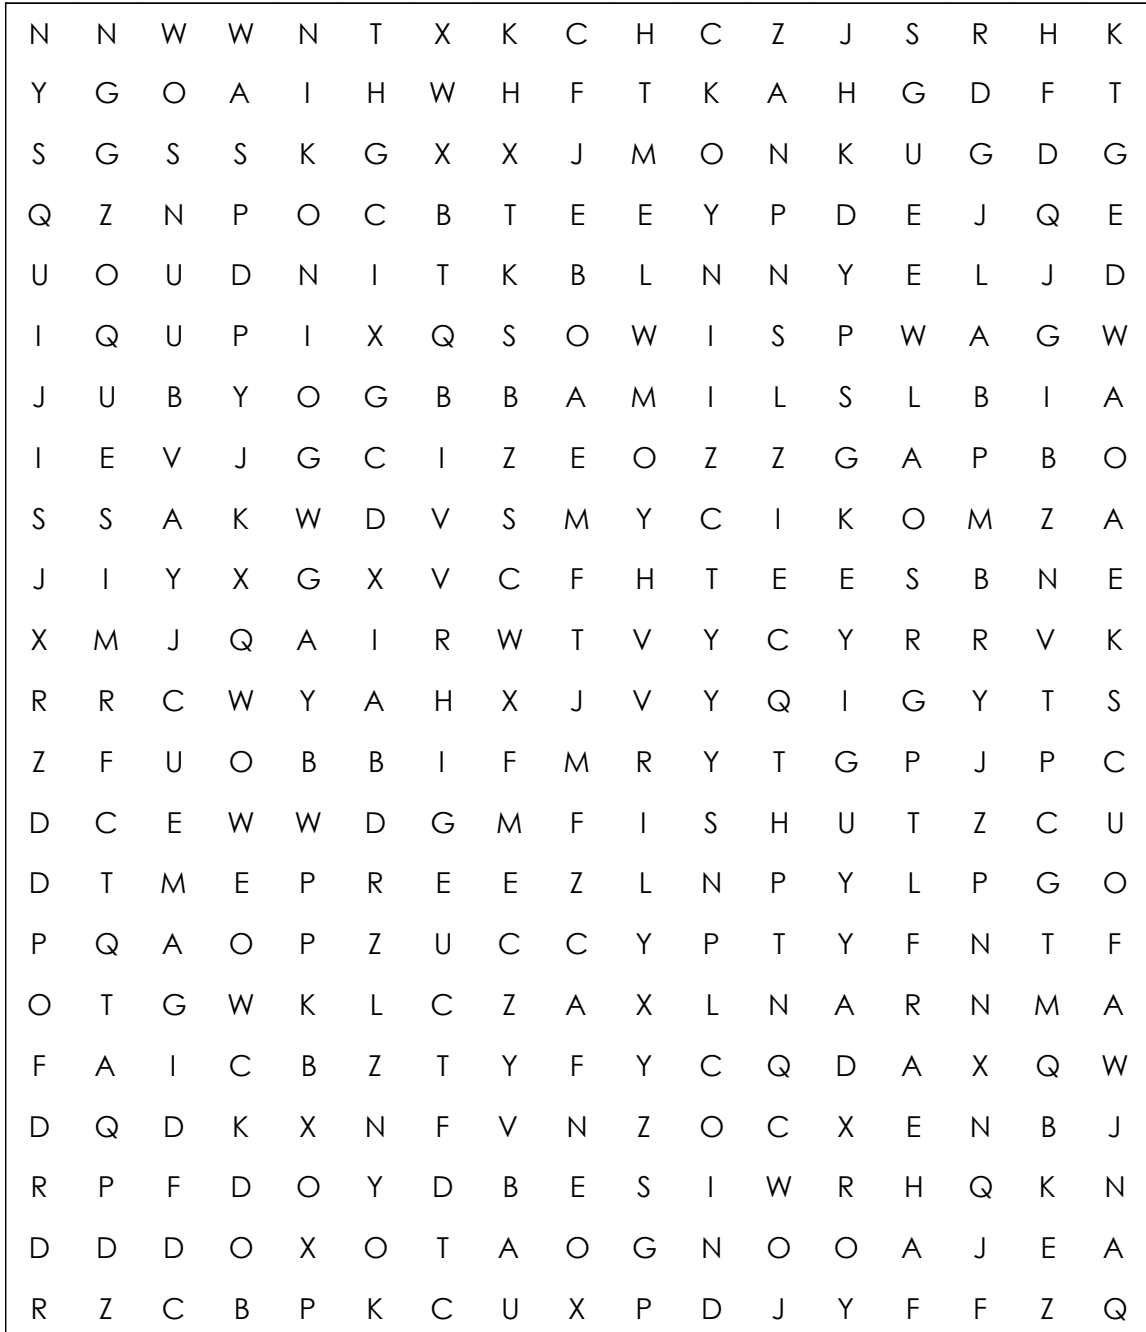 N N W W N T X K C H C Z J S R H K
Y G O A I H W H F T K A H G D F T
S G S S K G X X J M O N K U G D G
Q Z N P O C B T E E Y P D E J Q E
U O U D N I T K B L N N Y E L J D
I Q U P I X Q S O W I S P W A G W
J U B Y O G B B A M I L S L B I A
I E V J G C I Z E O Z Z G A P B O
S S A K W D V S M Y C I K O M Z A
J I Y X G X V C F H T E E S B N E
X M J Q A I R W T V Y C Y R R V K
R R C W Y A H X J V Y Q I G Y T S
Z F U O B B I F M R Y T G P J P C
D C E W W D G M F I S H U T Z C U
D T M E P R E E Z L N P Y L P G O
P Q A O P Z U C C Y P T Y F N T F
O T G W K L C Z A X L N A R N M A
F A I C B Z T Y F Y C Q D A X Q W
D Q D K X N F V N Z O C X E N B J
R P F D O Y D B E S I W R H Q K N
D D D O X O T A O G N O O A J E A
R Z C B P K C U X P D J Y F F Z Q